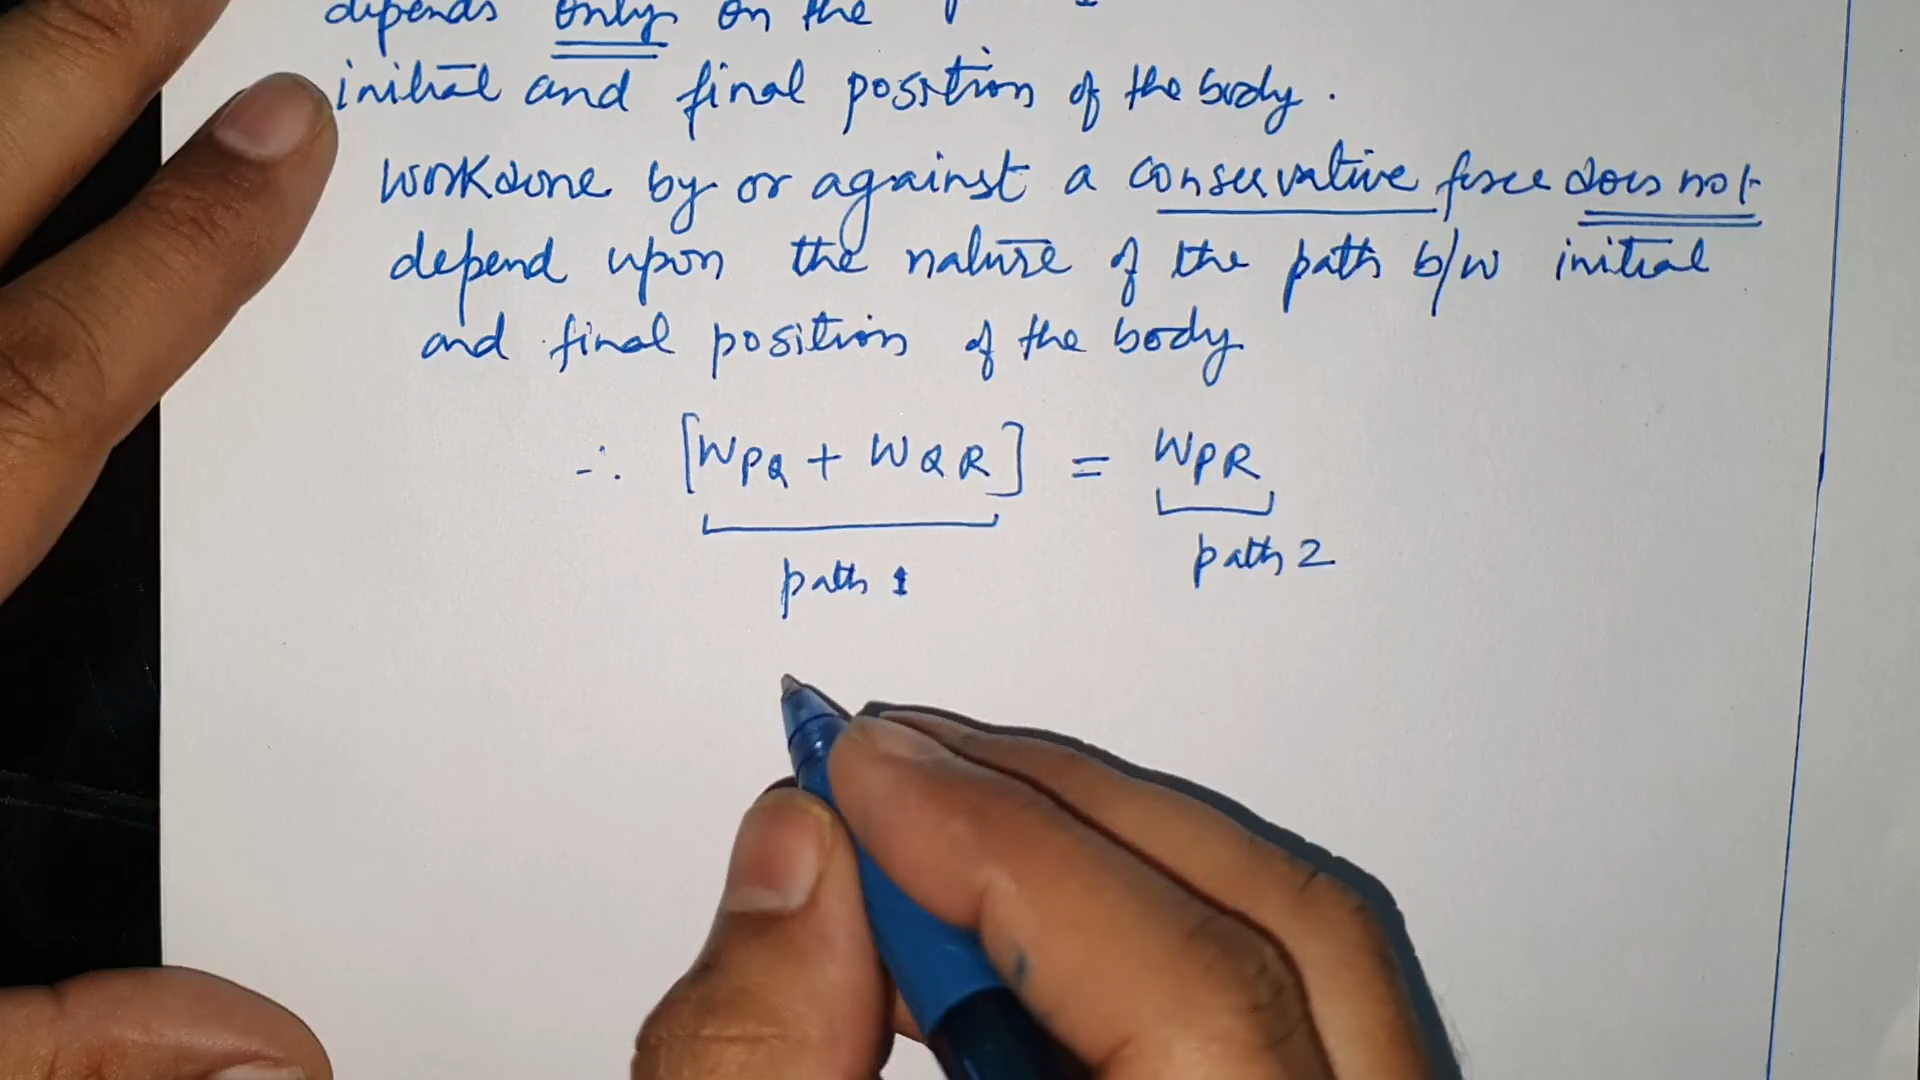 depends only on the
initial and final position of the body.
workdone by or against a conservative force does not
depend upon the nature of the path b/w initial
and final position of the body
∴ [WPQ + WQR] = WPR
path 1 path 2